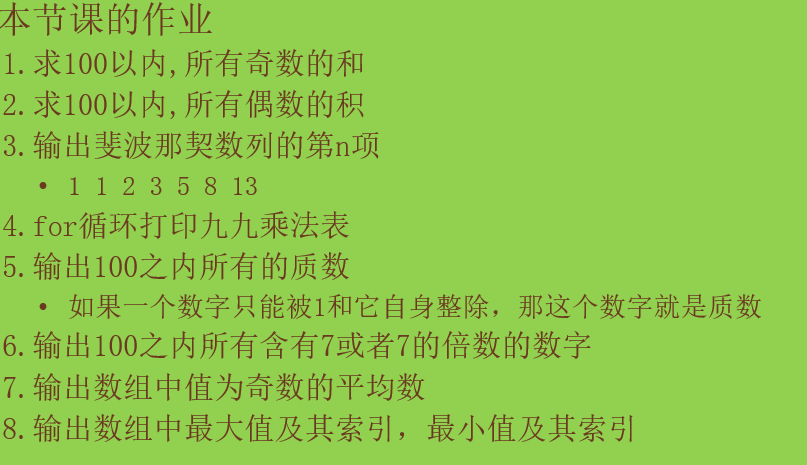 本节课的作业
1.求100以内,所有奇数的和
2.求100以内,所有偶数的积
3.输出斐波那契数列的第n项
• 1 1 2 3 5 8 13
4.for循环打印九九乘法表
5.输出100之内所有的质数
• 如果一个数字只能被1和它自身整除，那这个数字就是质数
6.输出100之内所有含有7或者7的倍数的数字
7.输出数组中值为奇数的平均数
8.输出数组中最大值及其索引，最小值及其索引